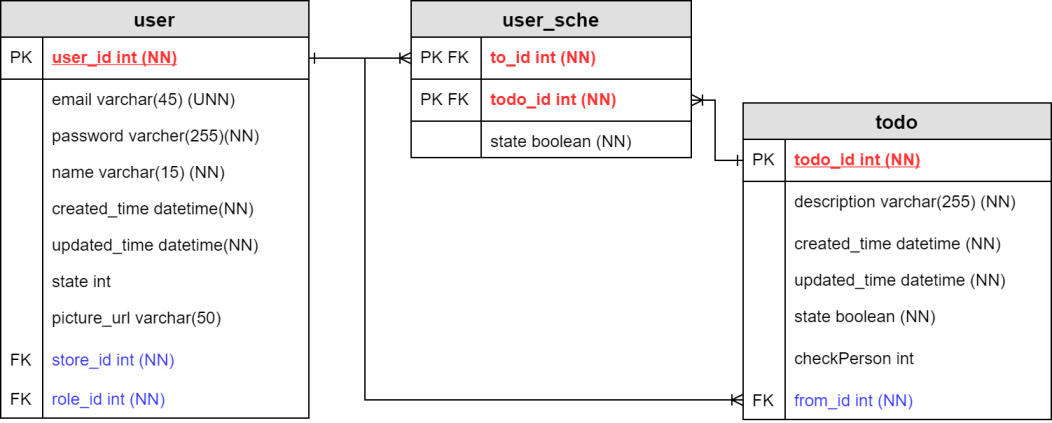 user
PK user_id int (NN)
email varchar(45) (UNN)
password varcher(255)(NN)
name varchar(15) (NN)
created_time datetime(NN)
updated_time datetime(NN)
state int
picture_url varchar(50)
FK store_id int (NN)
FK role_id int (NN)
user_sche
PK FK to_id int (NN)
PK FK todo_id int (NN)
state boolean (NN)
todo
PK todo_id int (NN)
description varchar(255) (NN)
created_time datetime (NN)
updated_time datetime (NN)
state boolean (NN)
checkPerson int
FK from_id int (NN)